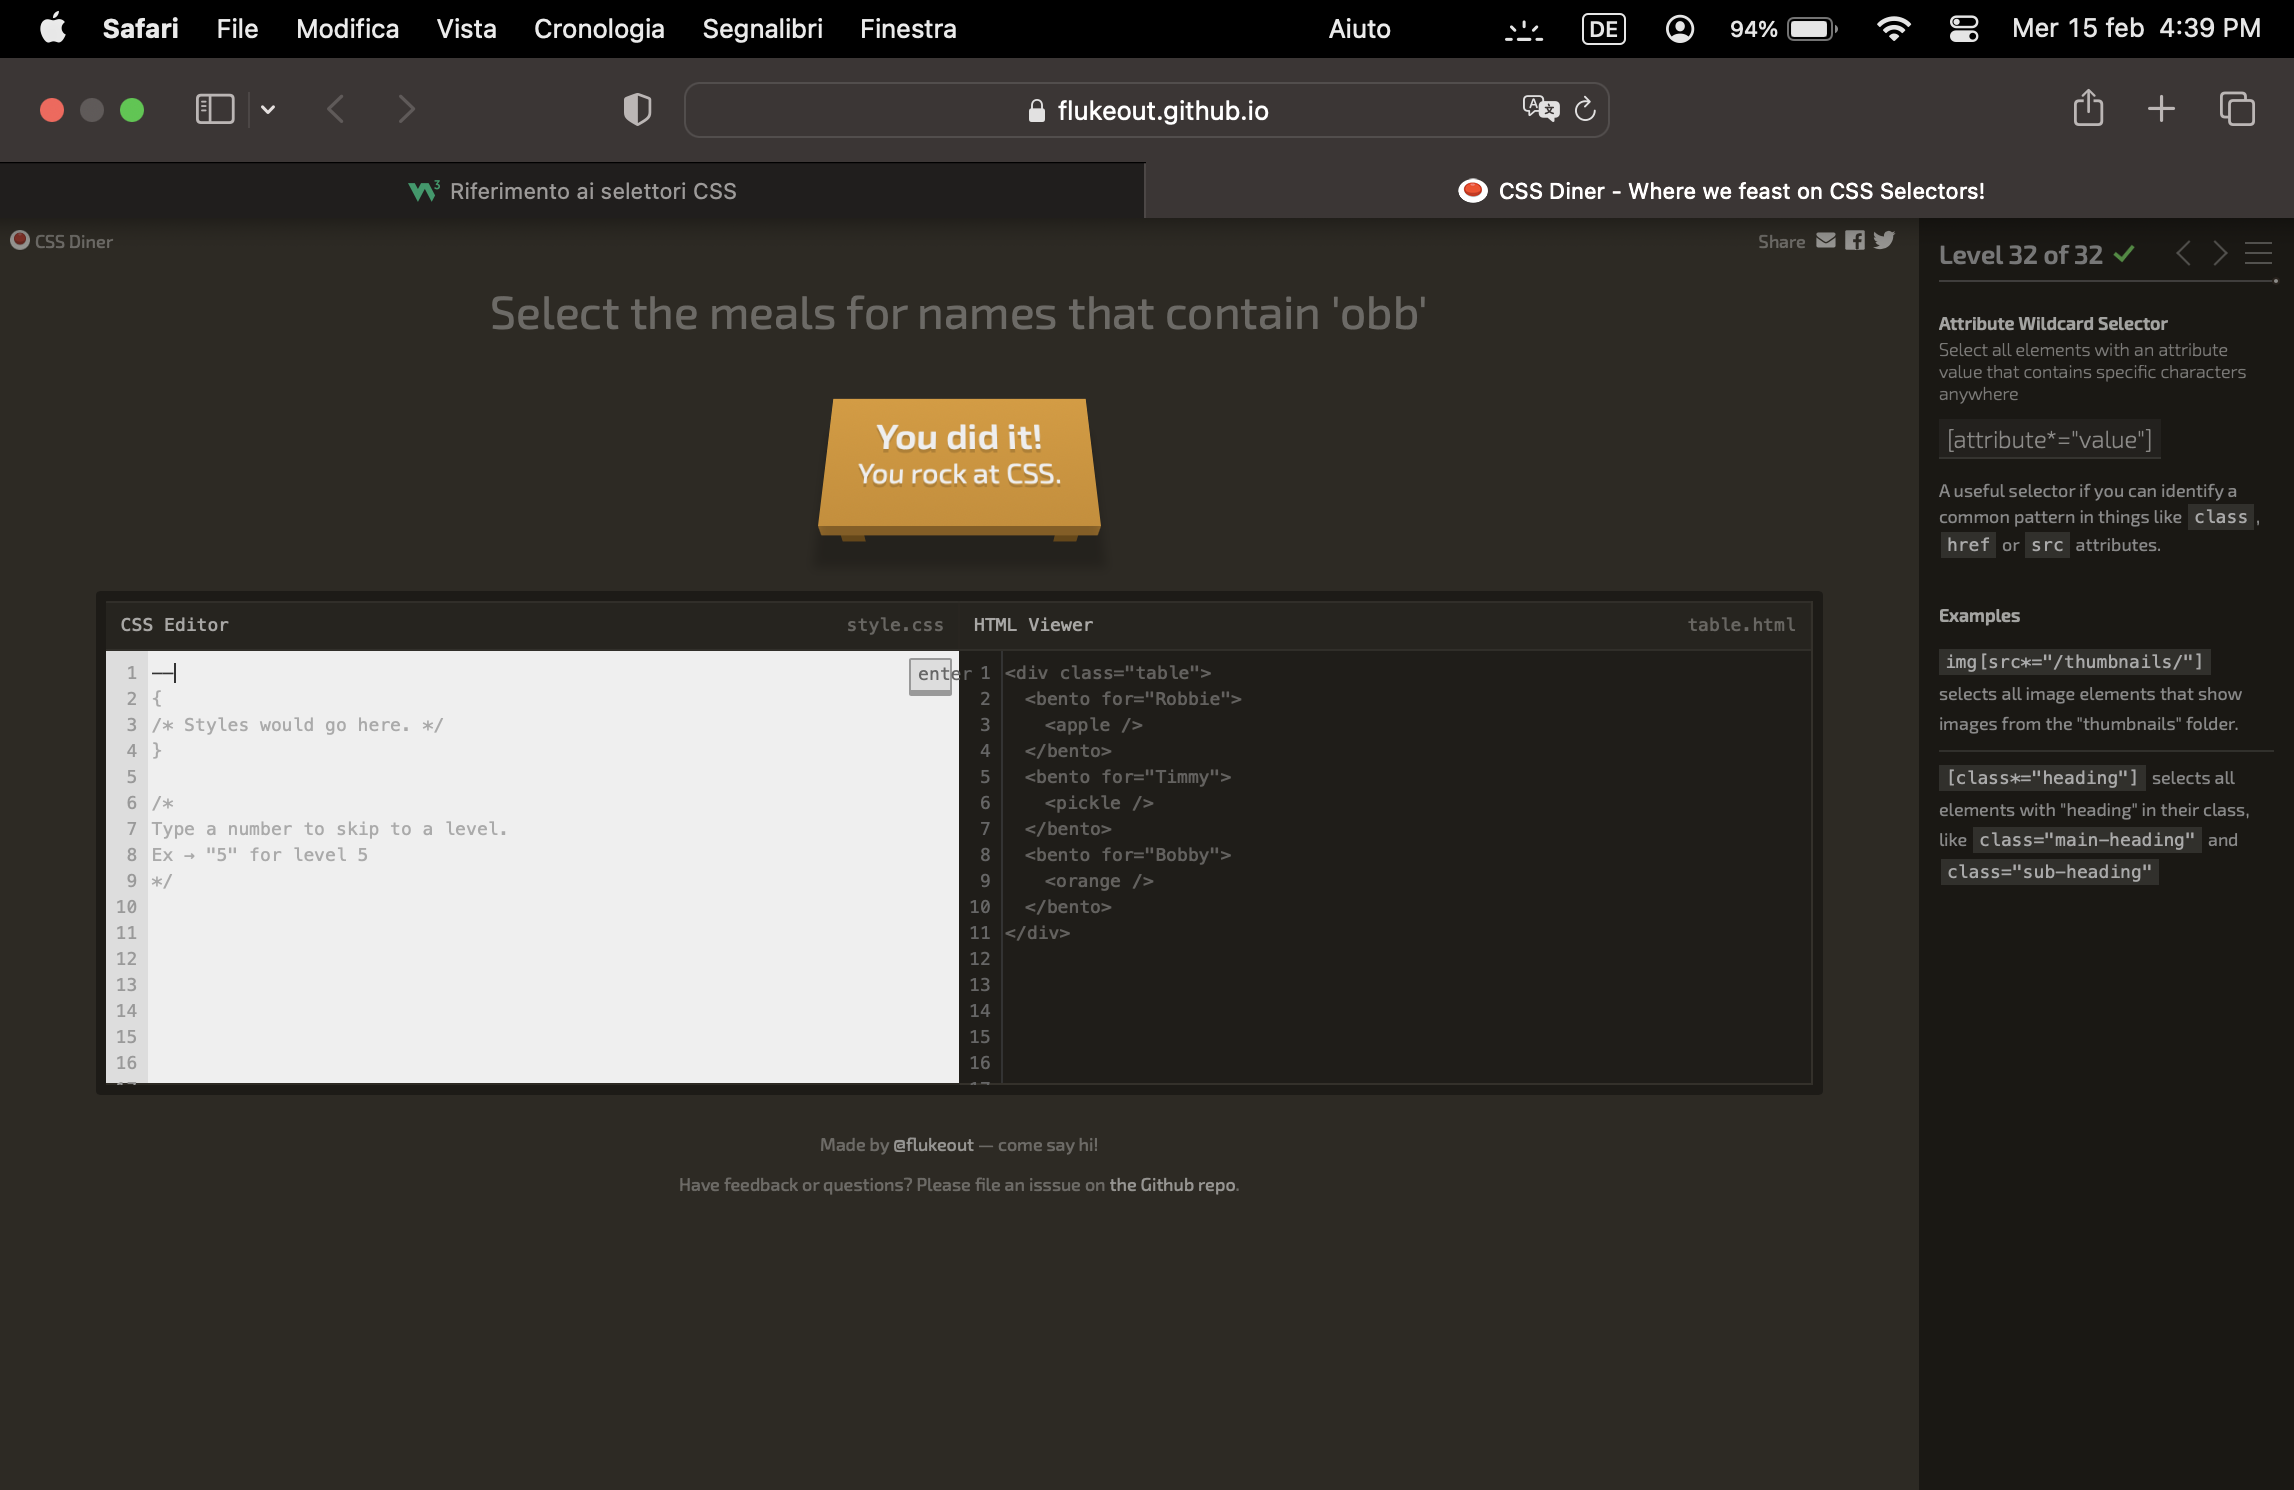 Safari File Modifica Vista Cronologia Segnalibri Finestra Aiuto DE 94% Mer 15 feb 4:39 PM
flukeout.github.io
Riferimento ai selettori CSS
CSS Diner - Where we feast on CSS Selectors!
CSS Diner
Share
Select the meals for names that contain 'obb'
You did it!
You rock at CSS.
CSS Editor style.css
1 ——
enter
2 {
3 /* Styles would go here. */
4 }
5
6 /*
7 Type a number to skip to a level.
8 Ex → "5" for level 5
9 */
10
11
12
13
14
15
16
HTML Viewer table.html
1 <div class="table">
2 <bento for="Robbie">
3 <apple />
4 </bento>
5 <bento for="Timmy">
6 <pickle />
7 </bento>
8 <bento for="Bobby">
9 <orange />
10 </bento>
11 </div>
12
13
14
15
16
Made by @flukeout — come say hi!
Have feedback or questions? Please file an isssue on the Github repo.
Level 32 of 32
Attribute Wildcard Selector
Select all elements with an attribute
value that contains specific characters
anywhere
[attribute*="value"]
A useful selector if you can identify a
common pattern in things like class ,
href or src attributes.
Examples
img[src*="/thumbnails/"]
selects all image elements that show
images from the "thumbnails" folder.
[class*="heading"] selects all
elements with "heading" in their class,
like class="main-heading" and
class="sub-heading"